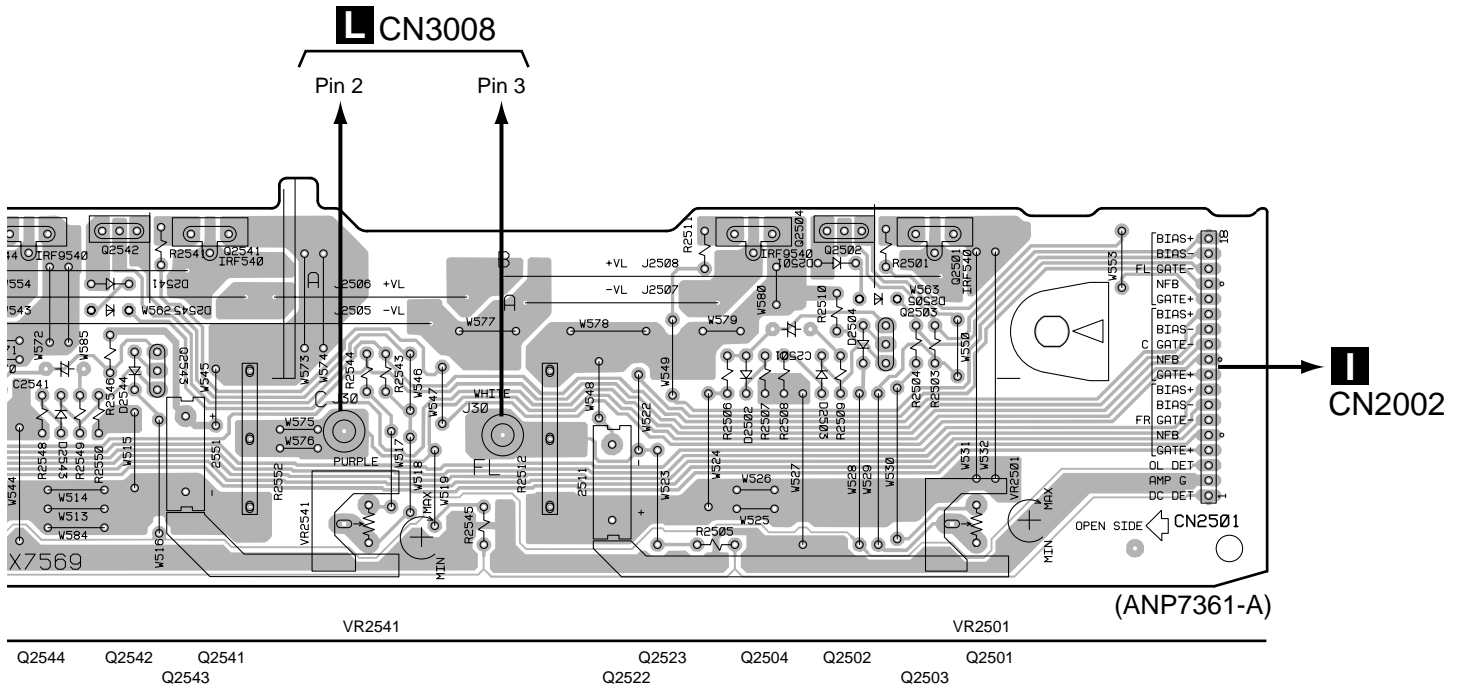 L CN3008
Pin 2
Pin 3
Q2542
R2541
Q2541
IRF540
IRF9540
W554
W543
D2541
W562
D2545
W572
W585
C2541
R2546
D2544
Q2543
W545
R2548
D2543
R2549
R2550
W515
2551
W544
W514
W513
W584
W516
X7569
A
W573
W574
J2506 +VL
J2505 -VL
R2544
R2543
W546
W547
C J30
PURPLE
W575
W576
R2552
W517
W518
W519
VR2541
MAX
MIN
R2545
B
A
W577
W578
WHITE
J30
FL
R2512
+VL J2508
-VL J2507
W579
W549
W548
W522
2511
-
+
W523
W524
R2505
R2511
IRF9540
Q2504
D2501
Q2502
W580
R2510
D2504
C2501
R2506
D2502
R2507
R2508
D2503
R2509
W526
W525
W527
W528
W529
W530
R2501
Q2501
IRF540
W563
D2505
Q2503
R2504
R2503
W550
W531
W532
VR2501
MAX
MIN
W553
18
BIAS+
BIAS-
FL GATE-
NFB
GATE+
BIAS+
BIAS-
C GATE-
NFB
GATE+
BIAS+
BIAS-
FR GATE-
NFB
GATE+
OL DET
AMP G
DC DET
1
OPEN SIDE CN2501
I
CN2002
(ANP7361-A)
VR2541 VR2501
Q2544 Q2542 Q2541 Q2523 Q2504 Q2502 Q2501
Q2543 Q2522 Q2503